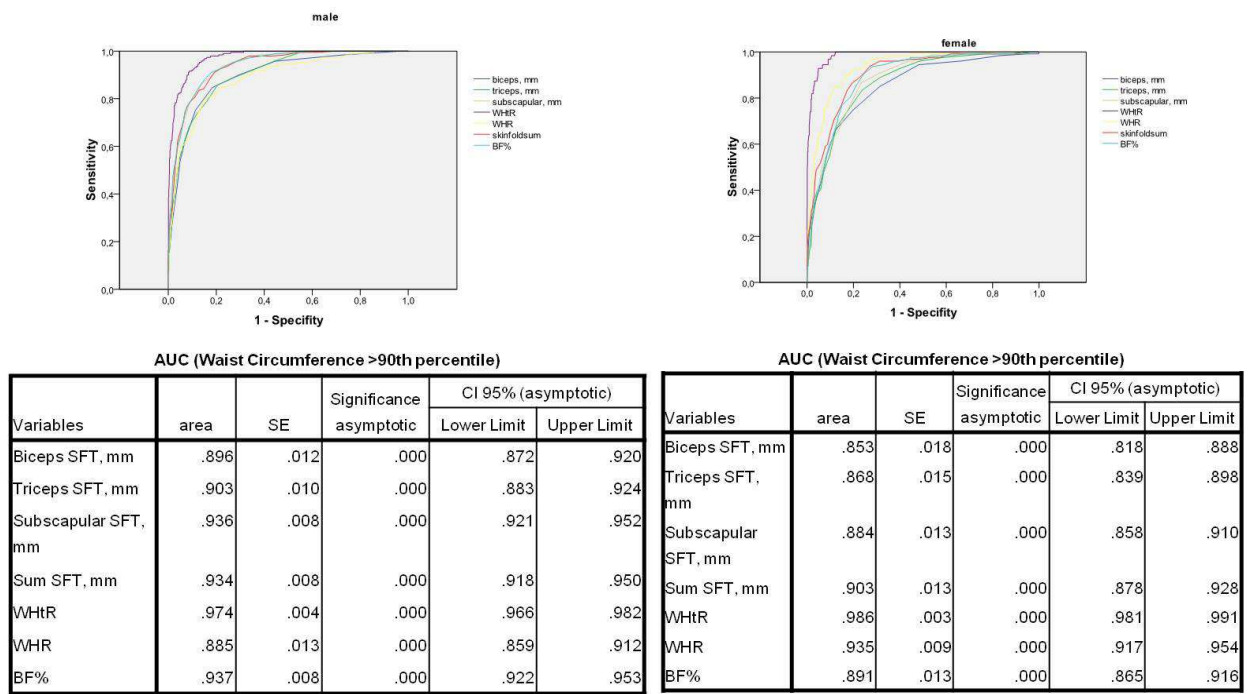 male
1,0
0,8
0,6
0,4
0,2
0,0
Sensitivity
0,0 0,2 0,4 0,6 0,8 1,0
1 - Specifity
biceps, mm
triceps, mm
subscapular, mm
WHtR
WHR
skinfoldsum
BF%
female
1,0
0,8
0,6
0,4
0,2
0,0
Sensitivity
0,0 0,2 0,4 0,6 0,8 1,0
1 - Specifity
biceps, mm
triceps, mm
subscapular, mm
WHtR
WHR
skinfoldsum
BF%
AUC (Waist Circumference >90th percentile)
Variables area SE Significance asymptotic CI 95% (asymptotic)
Lower Limit Upper Limit
Biceps SFT, mm .896 .012 .000 .872 .920
Triceps SFT, mm .903 .010 .000 .883 .924
Subscapular SFT, .936 .008 .000 .921 .952
mm
Sum SFT, mm .934 .008 .000 .918 .950
WHtR .974 .004 .000 .966 .982
WHR .885 .013 .000 .859 .912
BF% .937 .008 .000 .922 .953
AUC (Waist Circumference >90th percentile)
Variables area SE Significance asymptotic CI 95% (asymptotic)
Lower Limit Upper Limit
Biceps SFT, mm .853 .018 .000 .818 .888
Triceps SFT, .868 .015 .000 .839 .898
mm
Subscapular .884 .013 .000 .858 .910
SFT, mm
Sum SFT, mm .903 .013 .000 .878 .928
WHtR .986 .003 .000 .981 .991
WHR .935 .009 .000 .917 .954
BF% .891 .013 .000 .865 .916